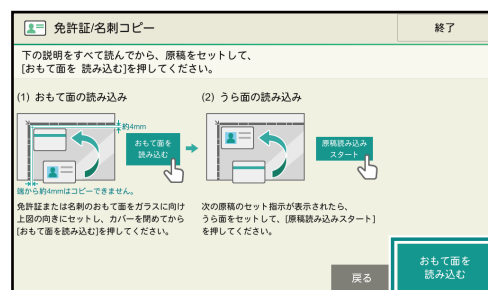 免許証/名刺コピー
終了
下の説明をすべて読んでから、原稿をセットして、
[おもて面を 読み込む]を押してください。
(1) おもて面の読み込み
(2) うら面の読み込み
約4mm
おもて面を
読み込む
原稿読み込み
スタート
端から約4mmはコピーできません。
免許証または名刺のおもて面をガラスに向け
上図の向きにセットし、カバーを閉めてから
[おもて面を読み込む]を押してください。
次の原稿のセット指示が表示されたら、
うら面をセットして、[原稿読み込みスタート]
を押してください。
戻る
おもて面を
読み込む